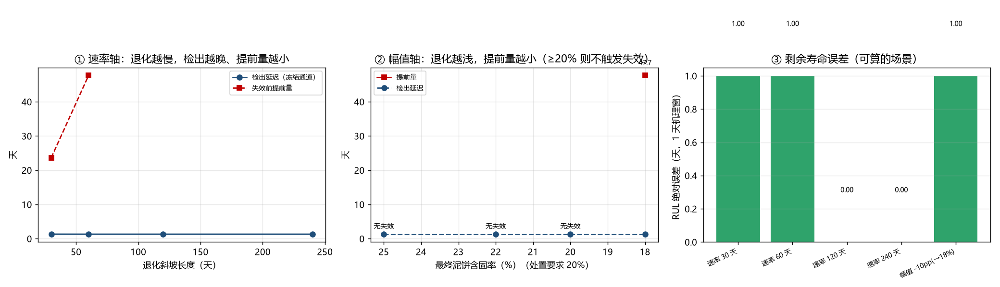 ① 速率轴：退化越慢，检出越晚、提前量越小
检出延迟（冻结通道）
失效前提前量
天
40
30
20
10
0
50
100
150
200
250
退化斜坡长度（天）
② 幅值轴：退化越浅，提前量越小（≥20% 则不触发失效）
47.7
提前量
检出延迟
天
40
30
20
10
0
无失效
无失效
无失效
25
24
23
22
21
20
19
18
最终泥饼含固率（%）（处置要求 20%）
1.00
1.00
1.00
③ 剩余寿命误差（可算的场景）
RUL 绝对误差（天，1 天机理窗）
1.0
0.8
0.6
0.4
0.2
0.0
0.00
0.00
速率 30 天
速率 60 天
速率 120 天
速率 240 天
幅值 -10pp(→18%)